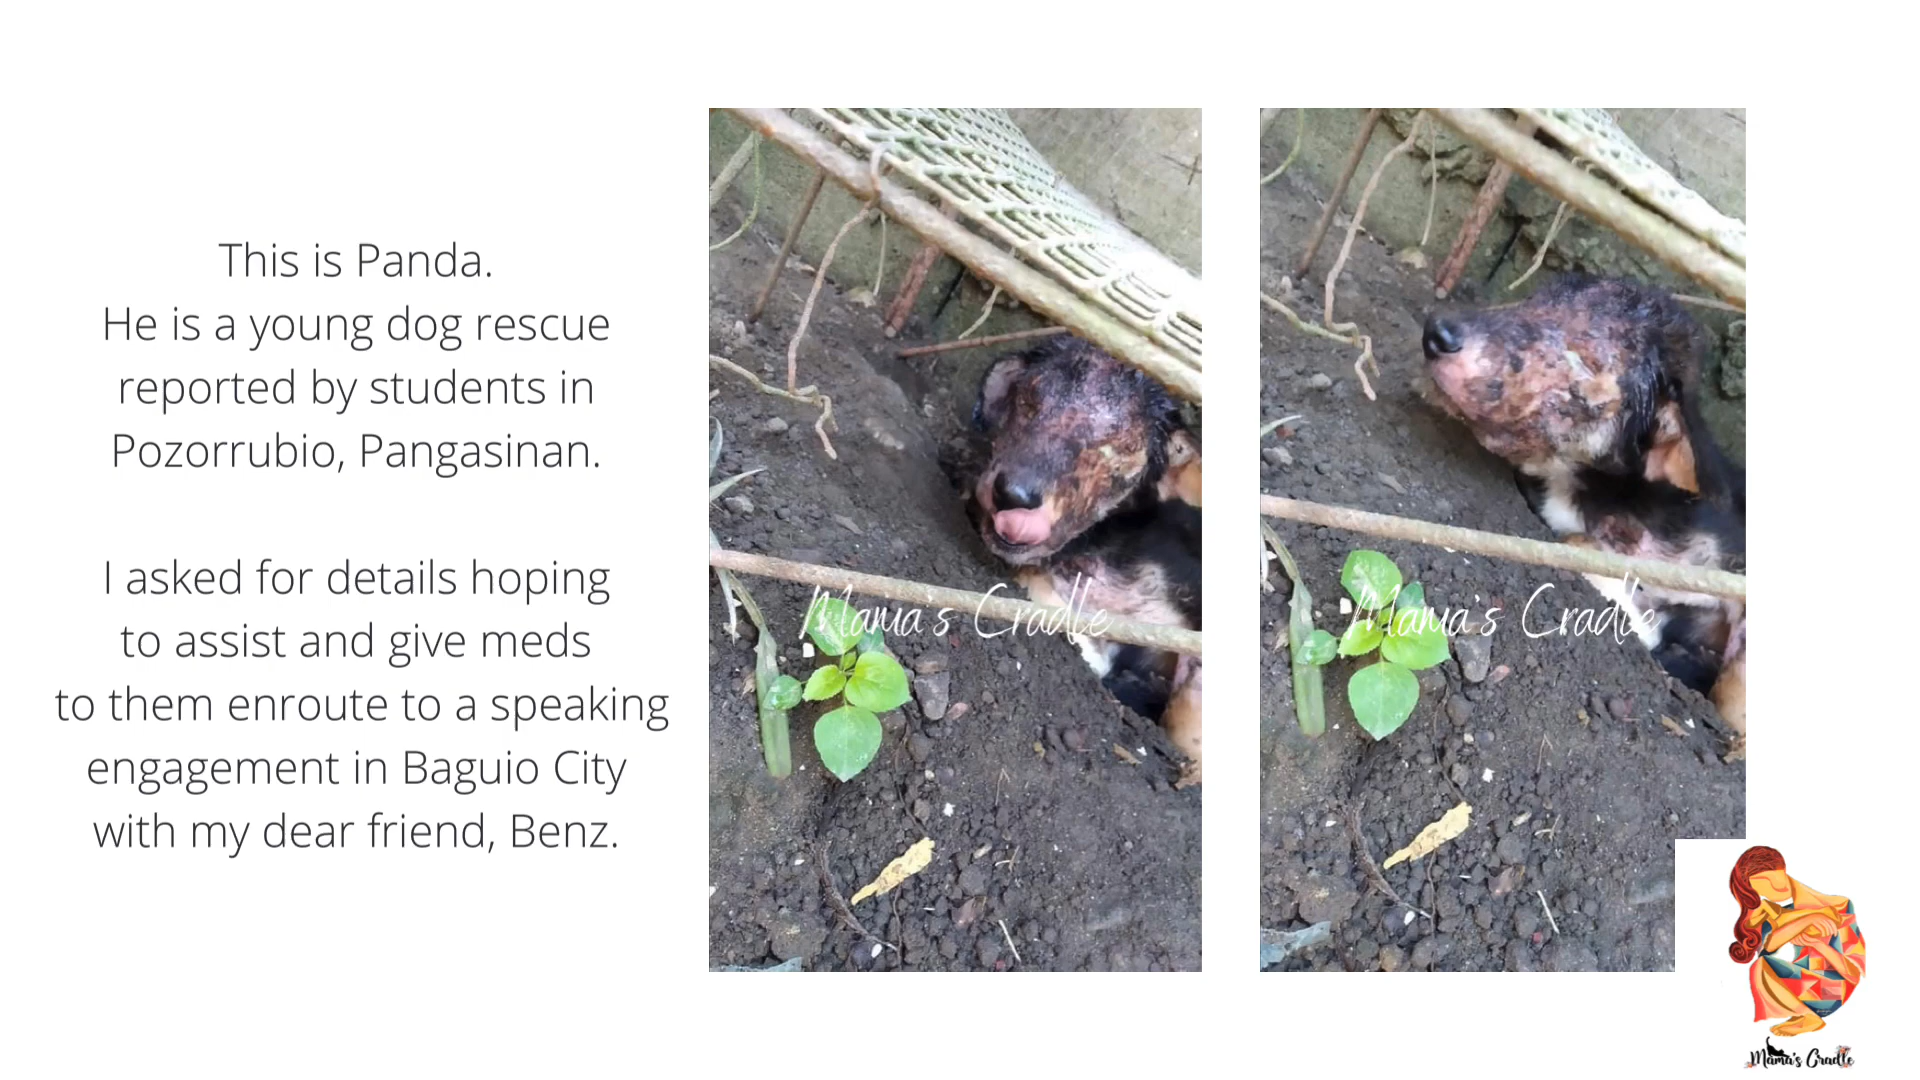 This is Panda.
He is a young dog rescue
reported by students in
Pozorrubio, Pangasinan.
I asked for details hoping
to assist and give meds
to them enroute to a speaking
engagement in Baguio City
with my dear friend, Benz.
Mama's Cradle
Mama's Cradle
Mama's Cradle